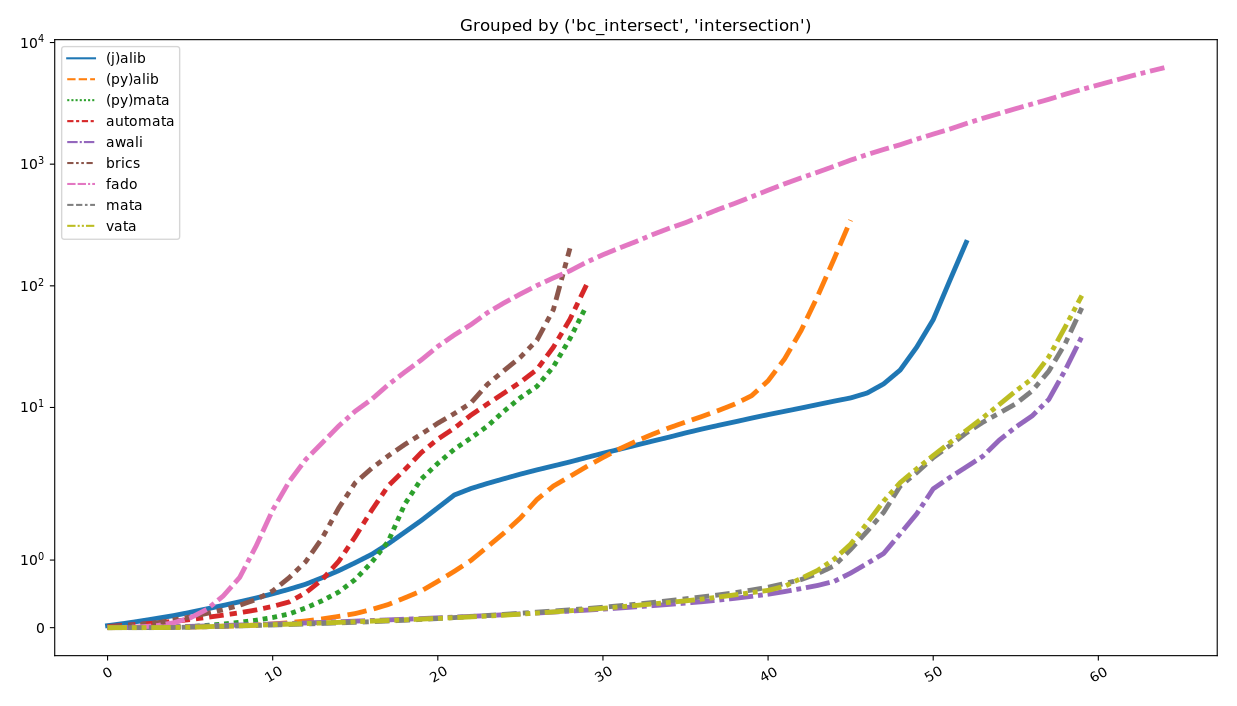 Grouped by ('bc_intersect', 'intersection')
10^4
10^3
10^2
10^1
10^0
0
(j)alib
(py)alib
(py)mata
automata
awali
brics
fado
mata
vata
0
10
20
30
40
50
60